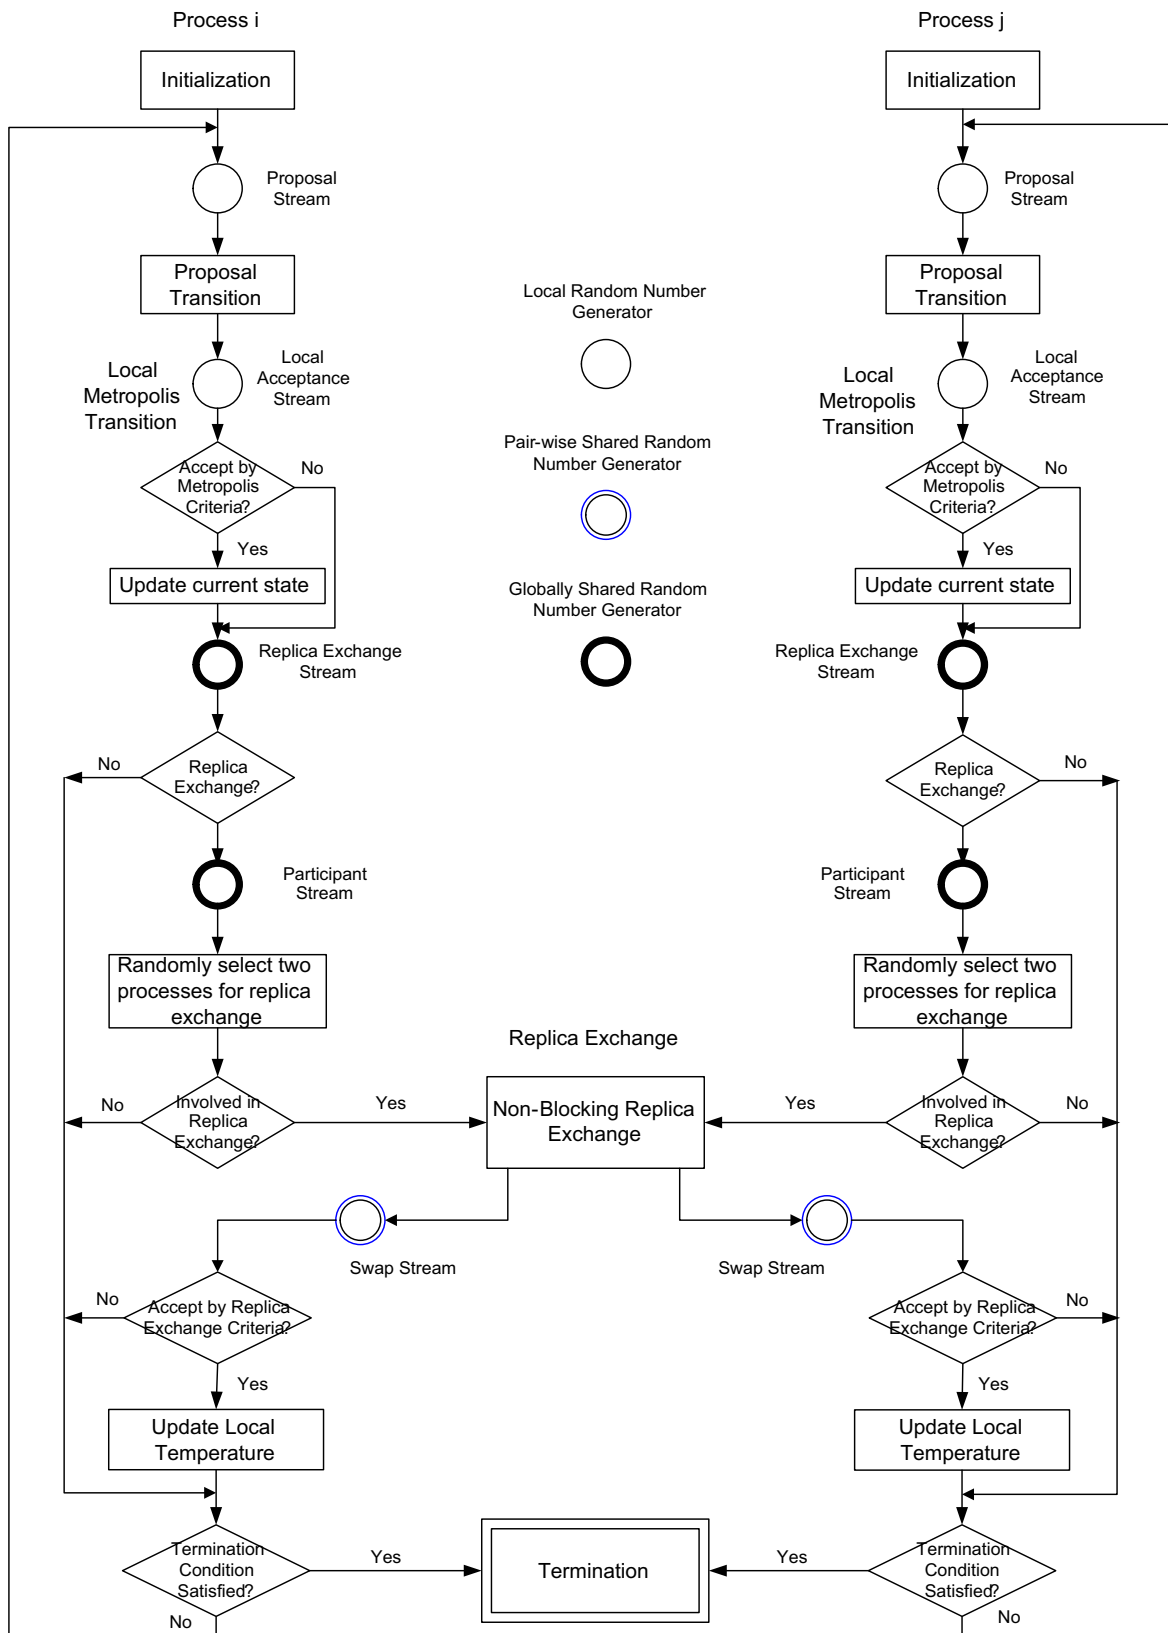 Process i
Process j
Initialization
Initialization
Proposal
Stream
Proposal
Stream
Proposal
Transition
Proposal
Transition
Local Random Number
Generator
Local
Metropolis
Transition
Local
Acceptance
Stream
Local
Metropolis
Transition
Local
Acceptance
Stream
Pair-wise Shared Random
Number Generator
Accept by
Metropolis
Criteria?
No
Accept by
Metropolis
Criteria?
No
Yes
Yes
Update current state
Update current state
Globally Shared Random
Number Generator
Replica Exchange
Stream
Replica Exchange
Stream
No
Replica
Exchange?
Replica
Exchange?
No
Participant
Stream
Participant
Stream
Randomly select two
processes for replica
exchange
Randomly select two
processes for replica
exchange
Replica Exchange
No
Involved in
Replica
Exchange?
Yes
Non-Blocking Replica
Exchange
Yes
Involved in
Replica
Exchange?
No
Swap Stream
Swap Stream
No
Accept by Replica
Exchange Criteria?
Accept by Replica
Exchange Criteria?
No
Yes
Yes
Update Local
Temperature
Update Local
Temperature
Termination
Condition
Satisfied?
Yes
Termination
Yes
Termination
Condition
Satisfied?
No
No